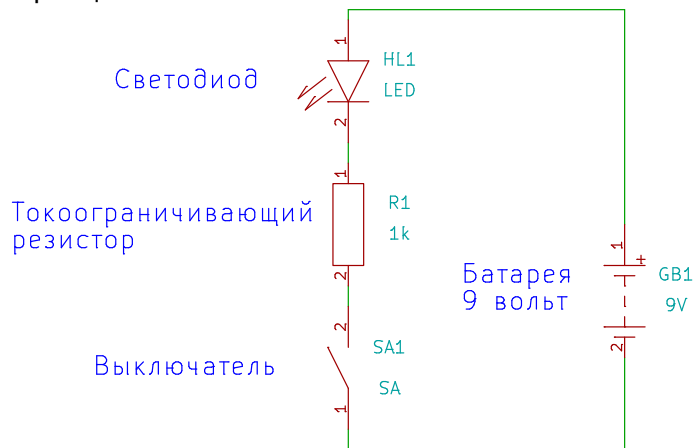 1
HL1
Светодиод
LED
2
1
R1
Токоограничивающий
резистор
1k
2
1
+
Батарея
GB1
9 вольт
9V
2
2
SA1
Выключатель
SA
1